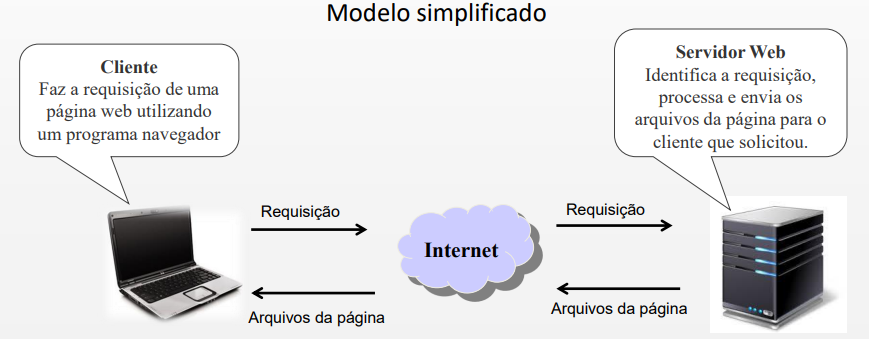 Modelo simplificado
Cliente
Faz a requisição de uma
página web utilizando
um programa navegador
Servidor Web
Identifica a requisição,
processa e envia os
arquivos da página para o
cliente que solicitou.
Requisição
Internet
Requisição
Arquivos da página
Arquivos da página